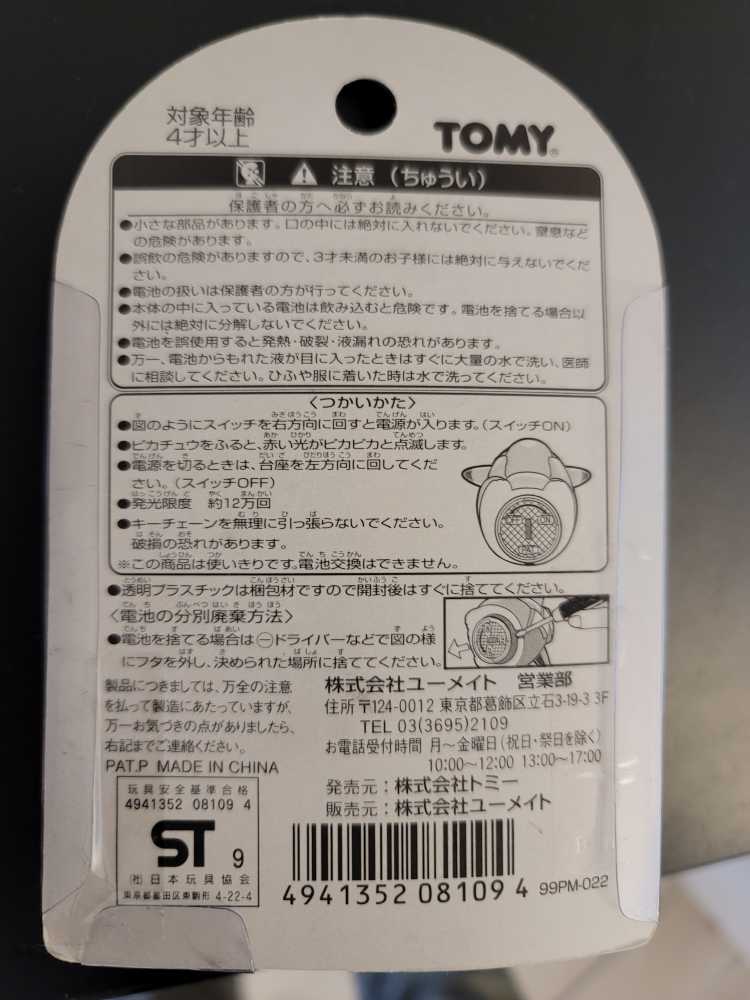 対象年齢
4才以上
TOMY®
注意（ちゅうい）
保護者の方へ必ずお読みください。
●小さな部品があります。口の中には絶対に入れないでください。窒息など
の危険があります。
●誤飲の危険がありますので、3才未満のお子様には絶対に与えないでくだ
さい。
●電池の扱いは保護者の方が行ってください。
●本体の中に入っている電池は飲み込むと危険です。電池を捨てる場合以
外には絶対に分解しないでください。
●電池を誤使用すると発熱・破裂・液漏れの恐れがあります。
●万一、電池からもれた液が目に入ったときはすぐに大量の水で洗い、医師
に相談してください。ひふや服に着いた時は水で洗ってください。
〈つかいかた〉
●図のようにスイッチを右方向に回すと電源が入ります。(スイッチON)
●ピカチュウをふると、赤い光がピカピカと点滅します。
●電源を切るときは、台座を左方向に回してくだ
さい。(スイッチOFF)
●発光限度 約12万回
●キーチェーンを無理に引っ張らないでください。
破損の恐れがあります。
※この商品は使いきりです。電池交換はできません。
OFF ON
PAT.P
●透明プラスチックは梱包材ですので開封後はすぐに捨ててください。
〈電池の分別廃棄方法〉
●電池を捨てる場合は㊀ドライバーなどで図の様
にフタを外し、決められた場所に捨ててください。
製品につきましては、万全の注意
を払って製造にあたっていますが、
万一お気づきの点がありましたら、
右記までご連絡ください。
PAT.P MADE IN CHINA
株式会社ユーメイト 営業部
住所〒124-0012 東京都葛飾区立石3-19-3 3F
TEL 03(3695)2109
お電話受付時間 月〜金曜日(祝日・祭日を除く)
10:00〜12:00 13:00〜17:00
発売元：株式会社トミー
販売元：株式会社ユーメイト
玩具安全基準合格
4941352 08109 4
ST 9
(社)日本玩具協会
東京都墨田区東駒形 4-22-4
4941352 081094
99PM-022